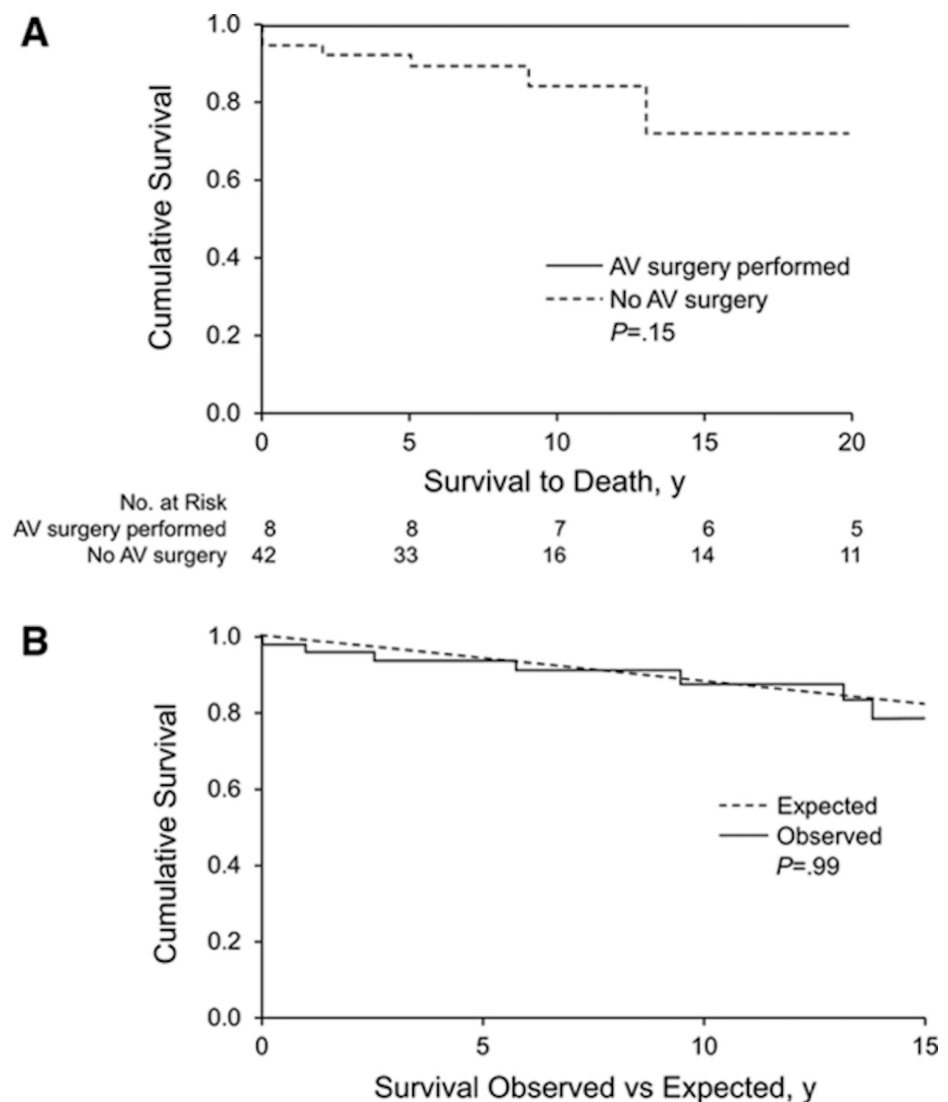 A
Cumulative Survival
1.0
0.8
0.6
0.4
0.2
0.0
AV surgery performed
No AV surgery
P=.15
0 5 10 15 20
Survival to Death, y
No. at Risk
AV surgery performed 8 8 7 6 5
No AV surgery 42 33 16 14 11
B
Cumulative Survival
1.0
0.8
0.6
0.4
0.2
0.0
Expected
Observed
P=.99
0 5 10 15
Survival Observed vs Expected, y